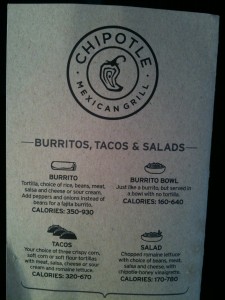 CHIPOTLE
MEXICAN GRILL
BURRITOS, TACOS & SALADS
BURRITO
Tortilla, choice of rice, beans, meat,
salsa and cheese or sour cream.
Add peppers and onions instead of
beans for a fajita burrito.
CALORIES: 350-930
BURRITO BOWL
Just like a burrito, but served in
a bowl with no tortilla.
CALORIES: 160-640
TACOS
Your choice of three crispy corn,
soft corn or soft flour tortillas
with meat, salsa, cheese or sour
cream and romaine lettuce.
CALORIES: 320-670
SALAD
Chopped romaine lettuce
with choice of beans, meat,
salsa and cheese, with
chipotle honey vinaigrette.
CALORIES: 170-780